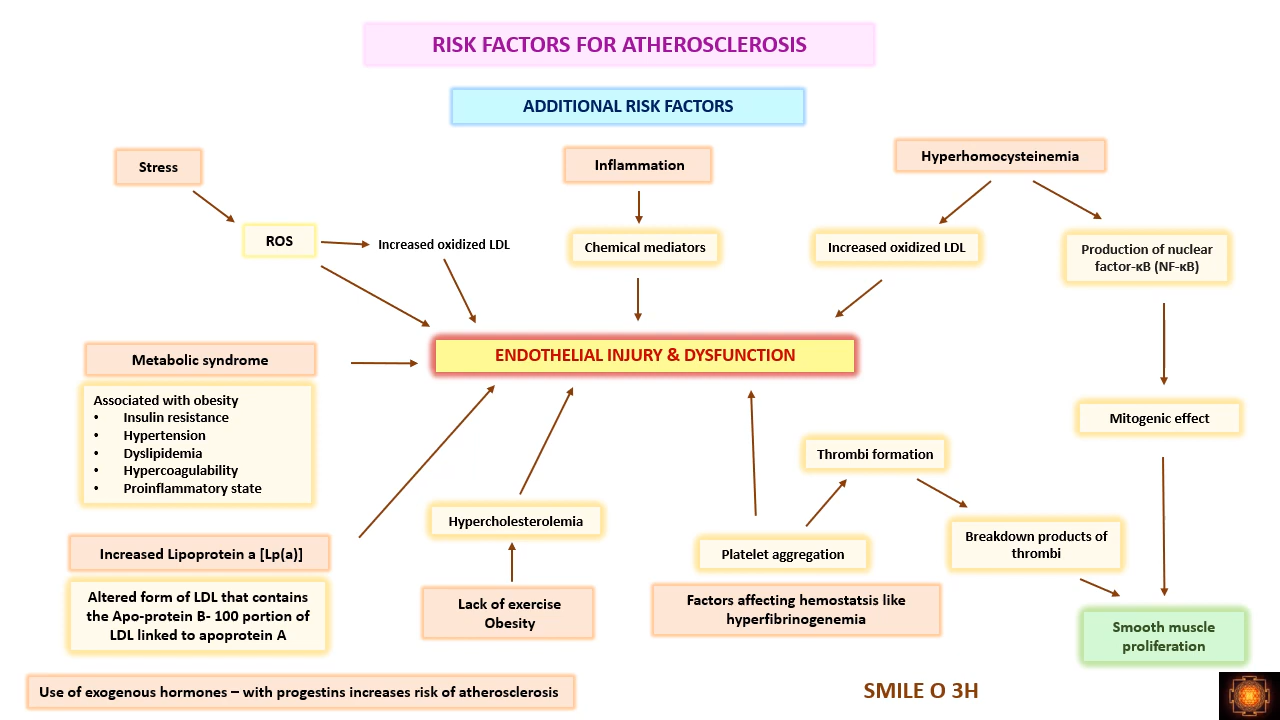 RISK FACTORS FOR ATHEROSCLEROSIS
ADDITIONAL RISK FACTORS
Stress
Inflammation
Hyperhomocysteinemia
ROS
Increased oxidized LDL
Chemical mediators
Increased oxidized LDL
Production of nuclear
factor-κB (NF-κB)
Metabolic syndrome
ENDOTHELIAL INJURY & DYSFUNCTION
Associated with obesity
• Insulin resistance
• Hypertension
• Dyslipidemia
• Hypercoagulability
• Proinflammatory state
Mitogenic effect
Thrombi formation
Hypercholesterolemia
Breakdown products of
thrombi
Increased Lipoprotein a [Lp(a)]
Platelet aggregation
Altered form of LDL that contains
the Apo-protein B- 100 portion of
LDL linked to apoprotein A
Lack of exercise
Obesity
Factors affecting hemostatsis like
hyperfibrinogenemia
Smooth muscle
proliferation
Use of exogenous hormones – with progestins increases risk of atherosclerosis
SMILE O 3H